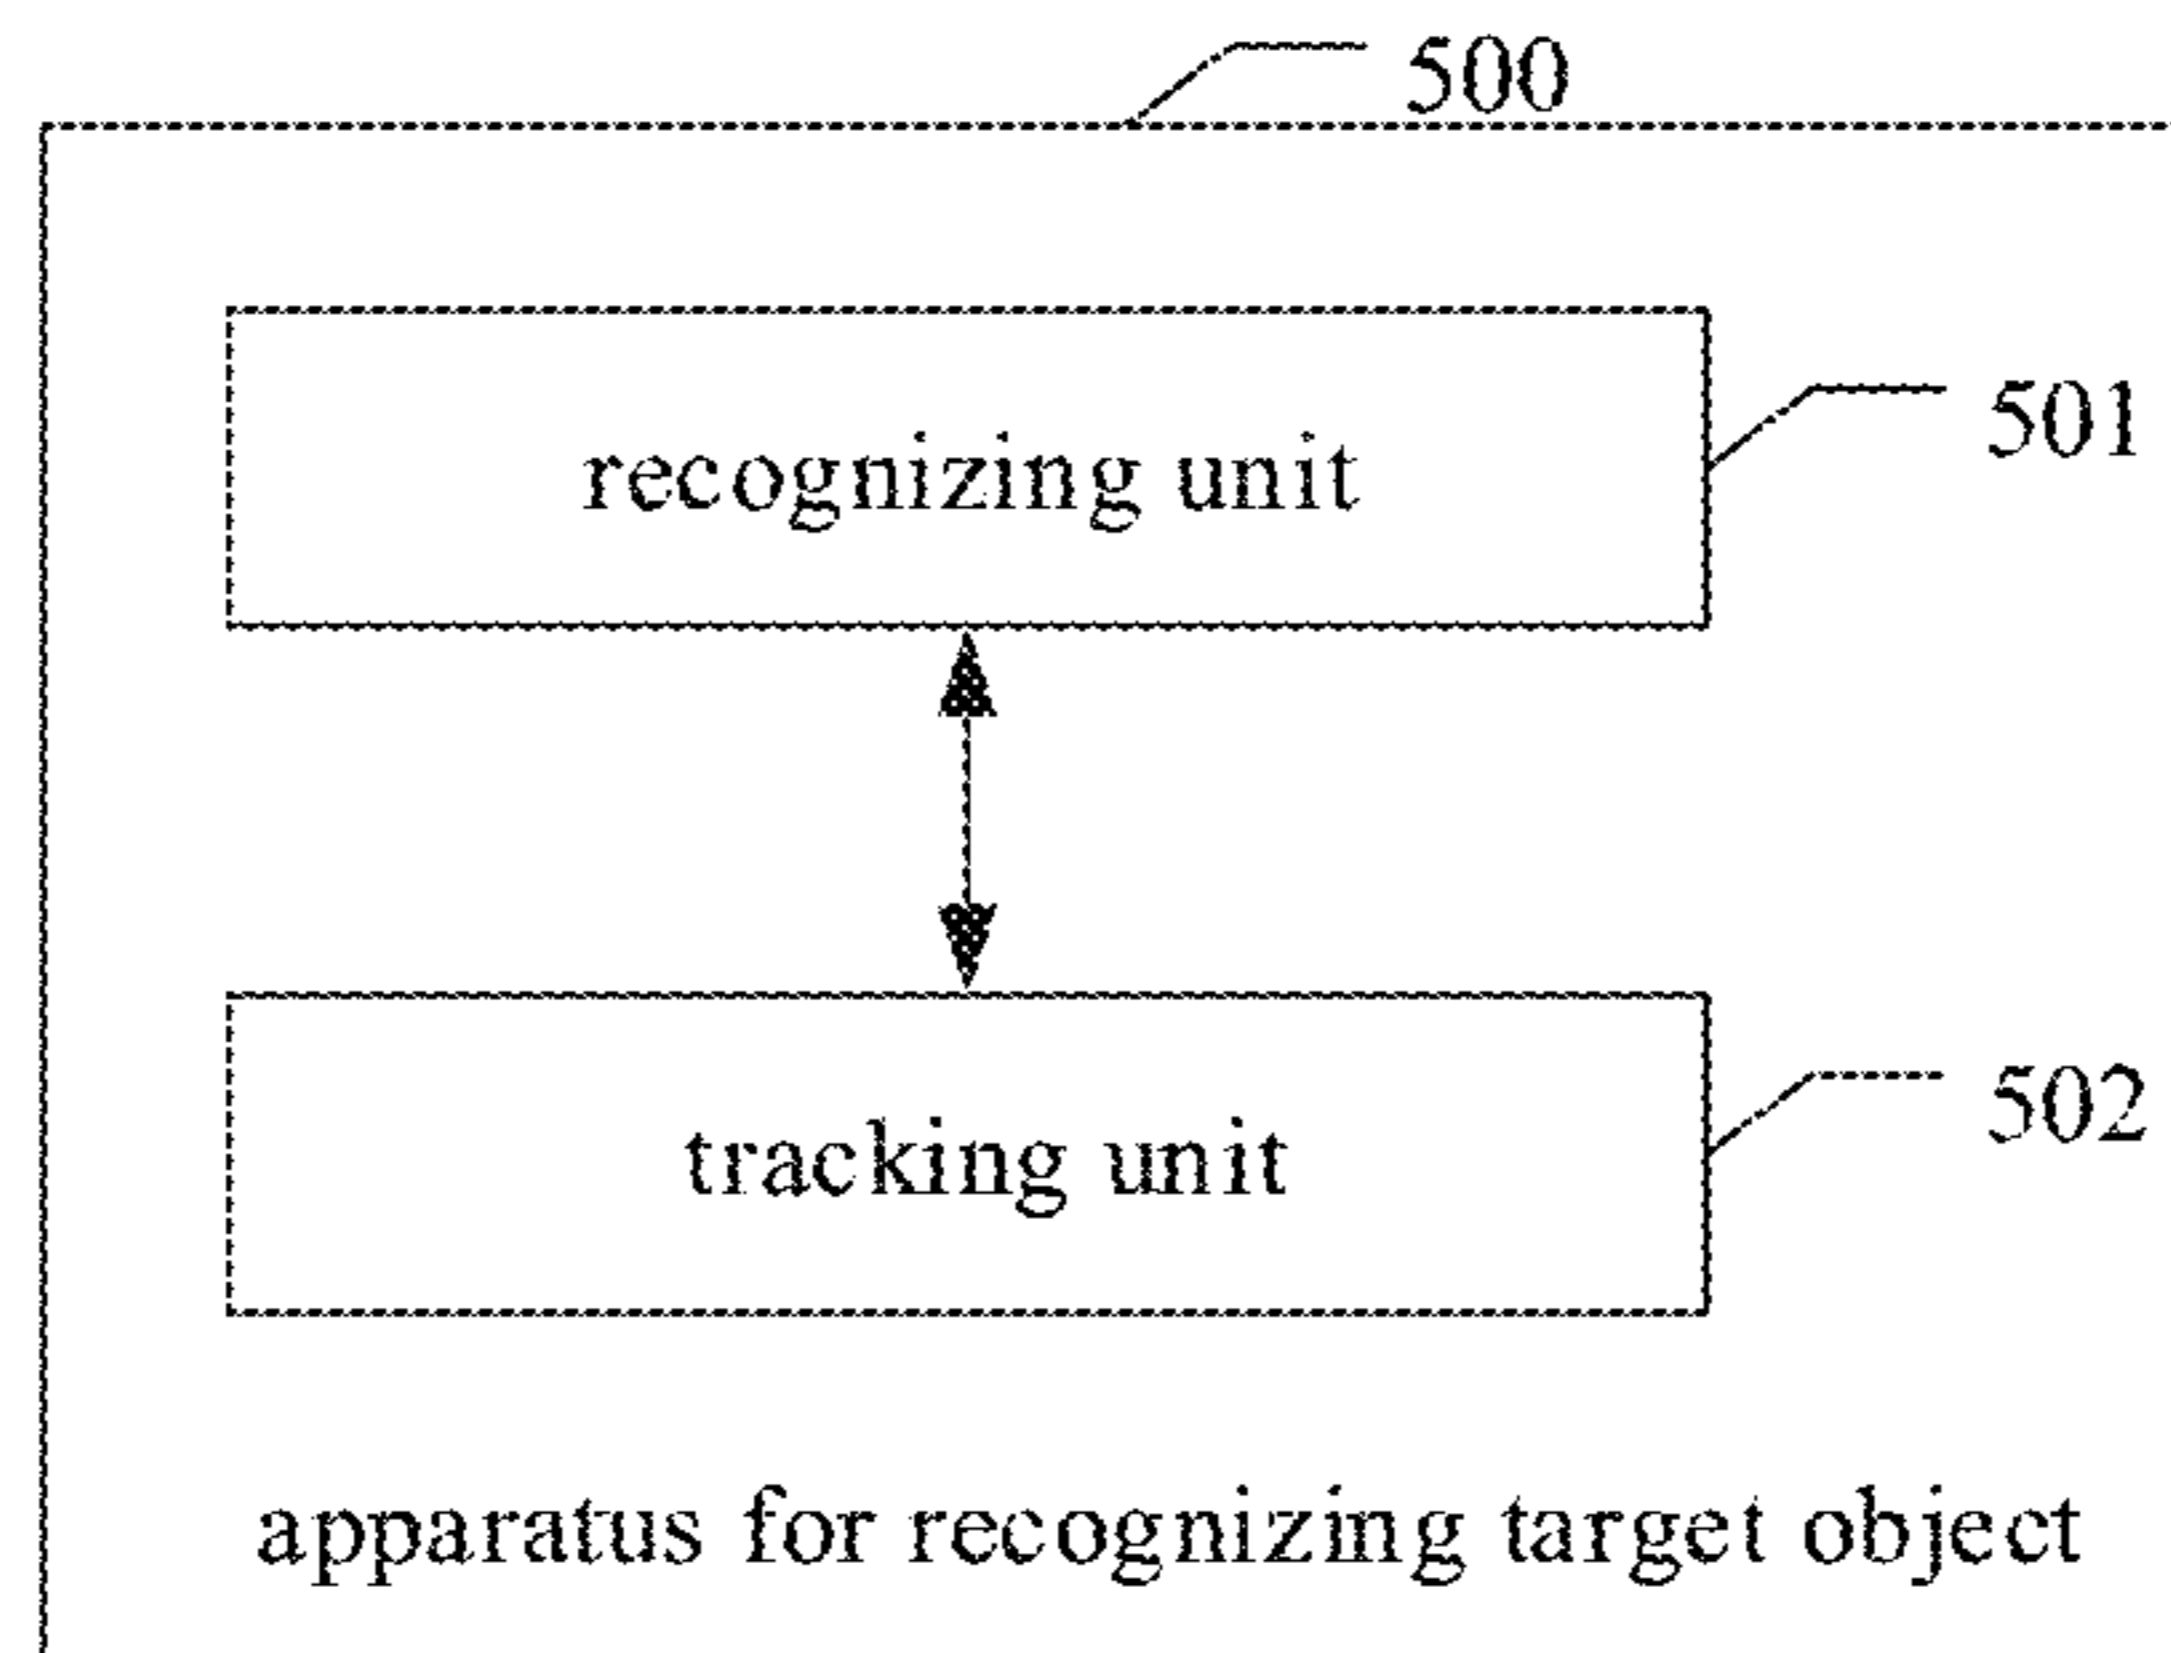 500
recognizing unit
501
tracking unit
502
apparatus for recognizing target object